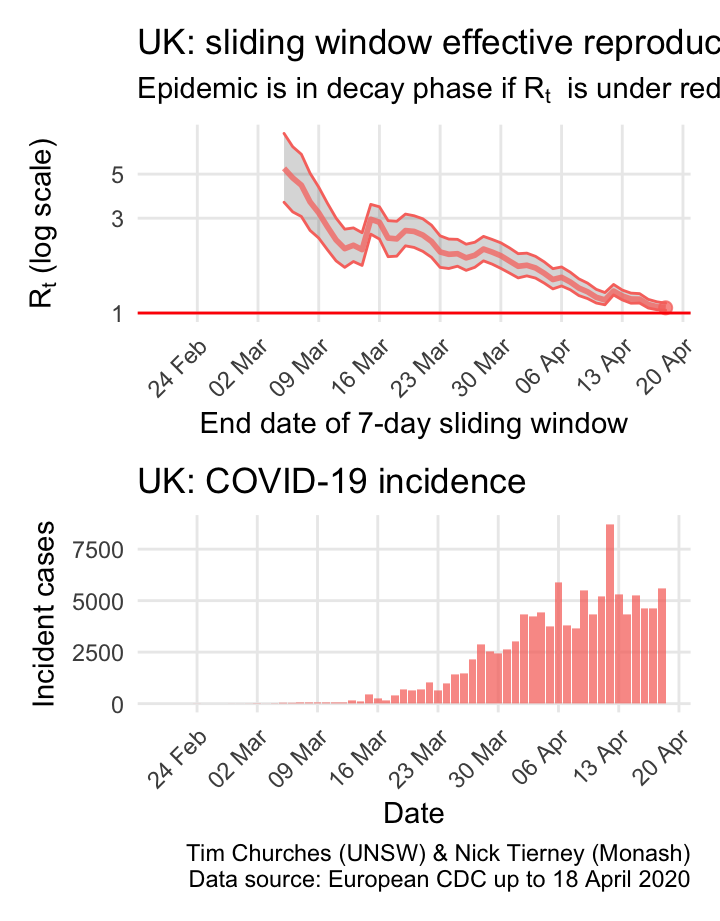 UK: sliding window effective reproduc
Epidemic is in decay phase if Rt is under red
Rt (log scale)
5
3
1
24 Feb
02 Mar
09 Mar
16 Mar
23 Mar
30 Mar
06 Apr
13 Apr
20 Apr
End date of 7-day sliding window
UK: COVID-19 incidence
Incident cases
7500
5000
2500
0
24 Feb
02 Mar
09 Mar
16 Mar
23 Mar
30 Mar
06 Apr
13 Apr
20 Apr
Date
Tim Churches (UNSW) & Nick Tierney (Monash)
Data source: European CDC up to 18 April 2020